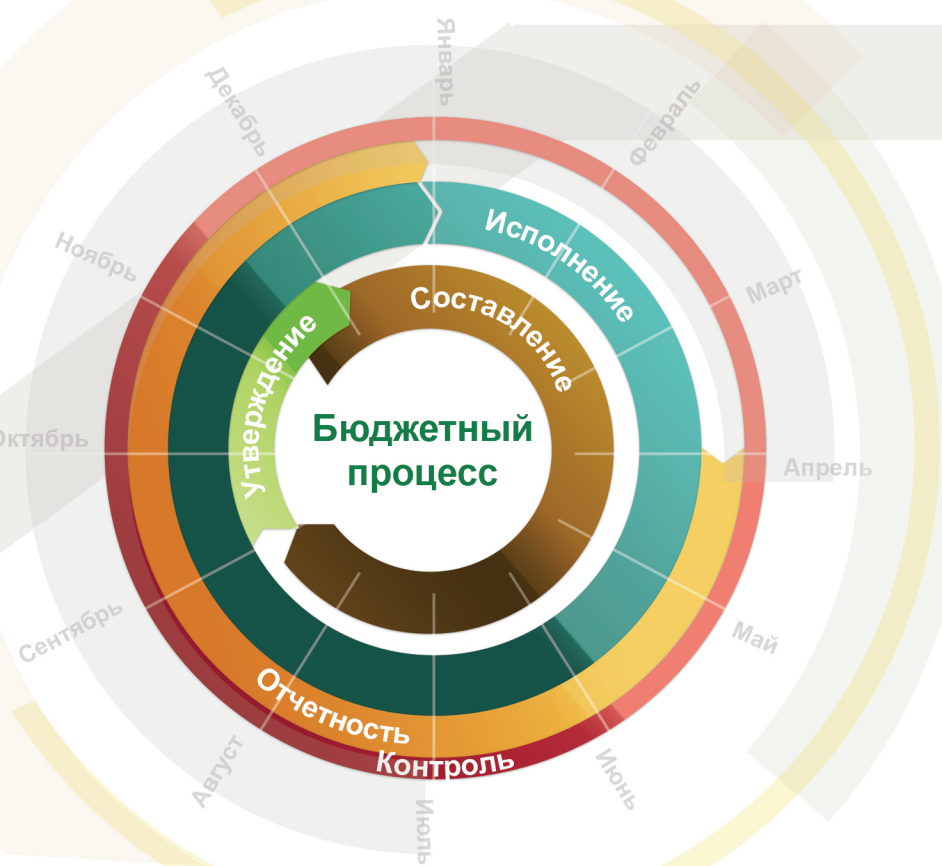 Январь
Февраль
Март
Апрель
Май
Июнь
Июль
Август
Сентябрь
Октябрь
Ноябрь
Декабрь
Исполнение
Составление
Утверждение
Бюджетный
процесс
Отчетность
Контроль